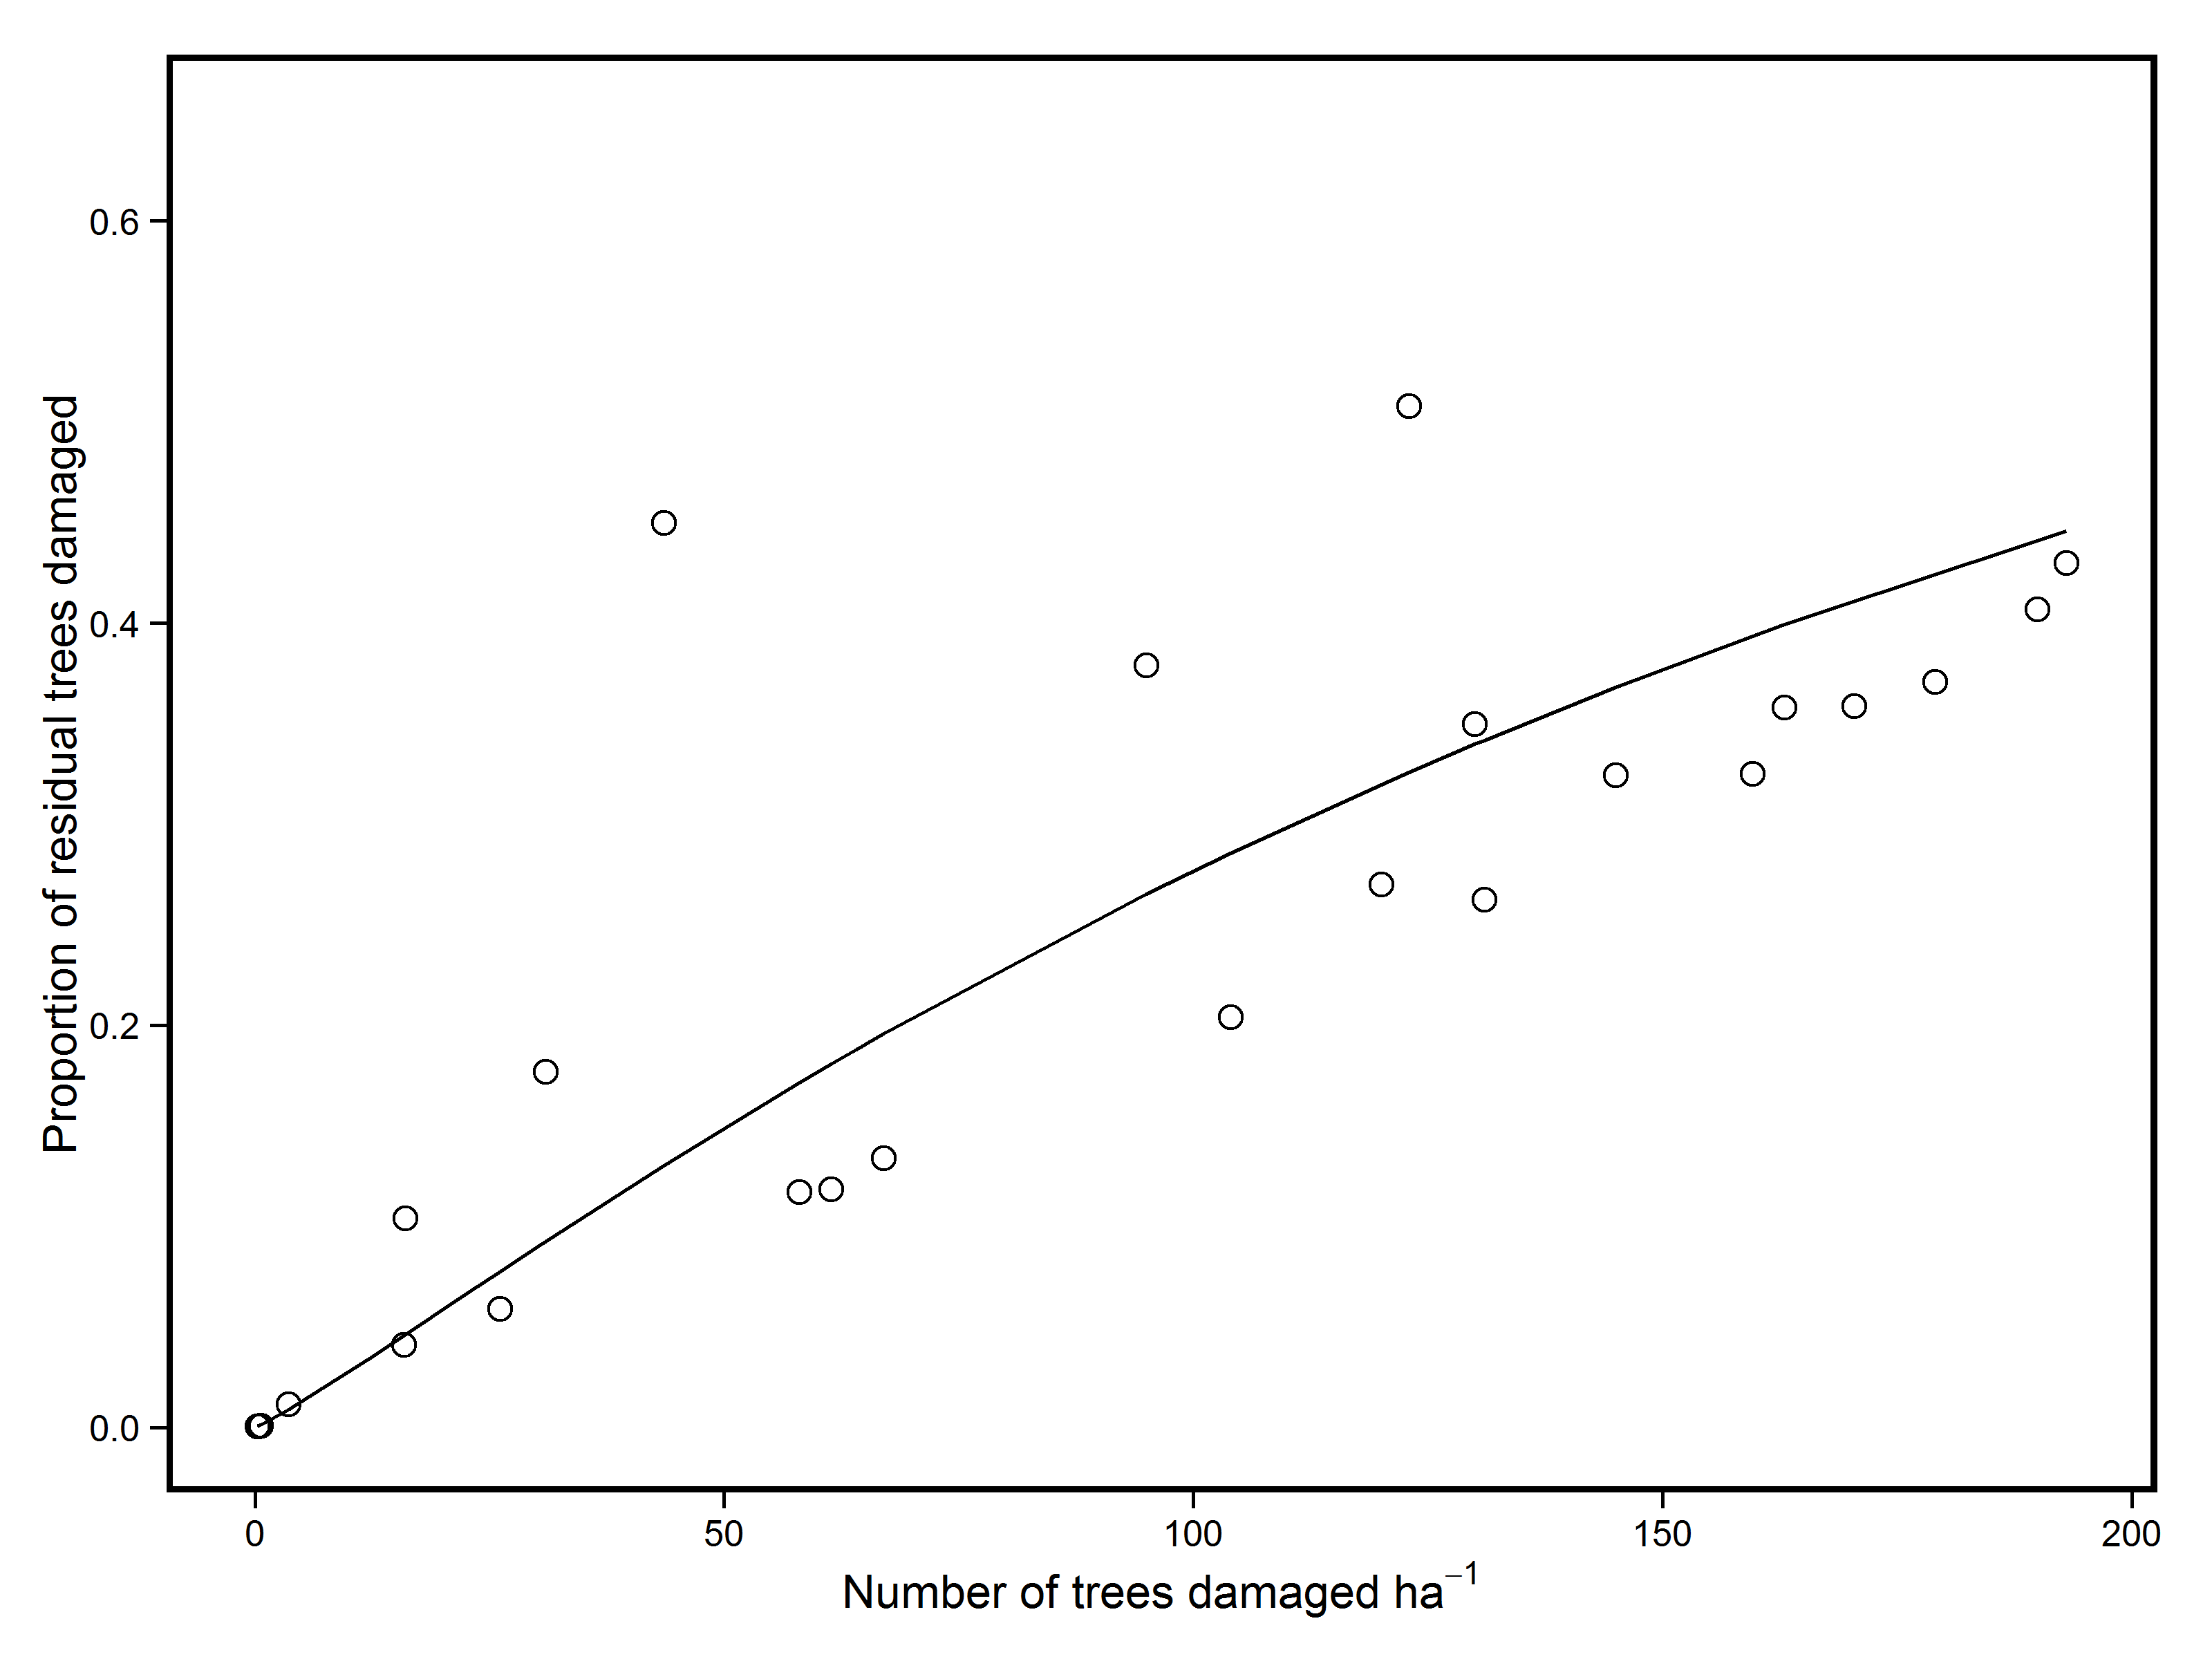 Proportion of residual trees damaged
0.6
0.4
0.2
0.0
0 50 100 150 200
Number of trees damaged ha⁻¹